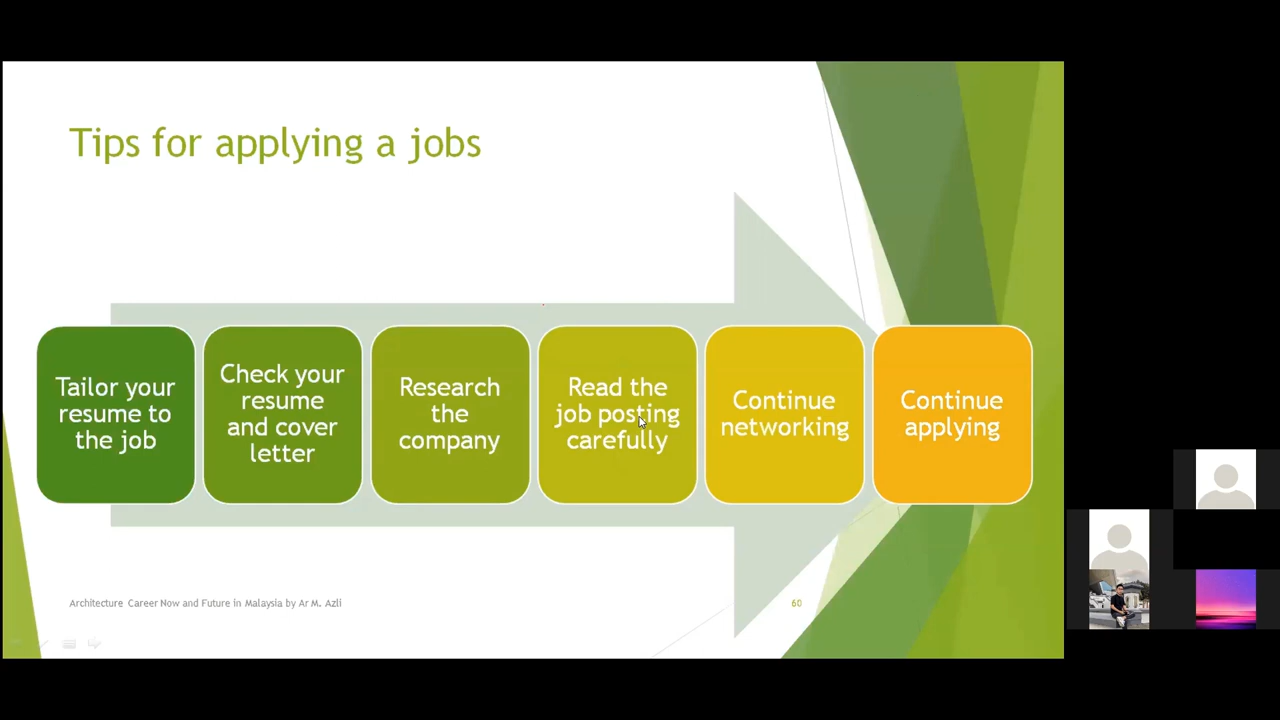 Tips for applying a jobs
Tailor your
resume to
the job
Check your
resume
and cover
letter
Research
the
company
Read the
job posting
carefully
Continue
networking
Continue
applying
Architecture Career Now and Future in Malaysia by Ar M. Azli
60